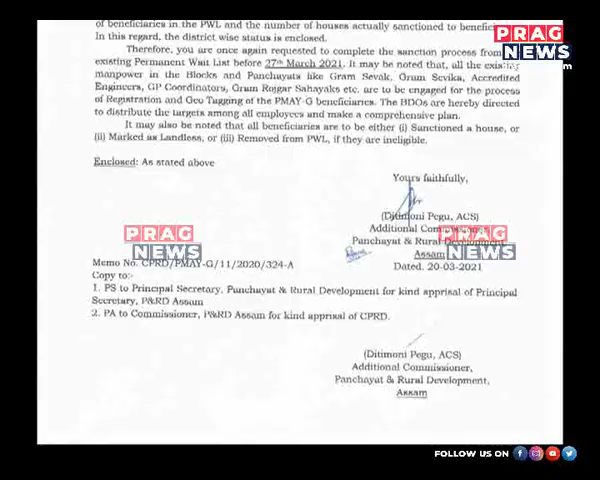 of beneficiaries in the PWL and the number of houses actually sanctioned to
In this regard, the district wise status is enclosed.
Therefore, you are once again requested to complete the sanction process from
existing Permanent Wait List before 27th March 2021. It may be noted that, all the existing
manpower in the Blocks and Panchayats like Gram Sevak, Gram Sevika, Accredited
Engineers, GP Coordinators, Gram Rojgar Sahayaks etc. are to be engaged for the process
of Registration and Geo Tagging of the PMAY-G beneficiaries. The BDOs are hereby directed
to distribute the targets among all employees and make a comprehensive plan.
It may also be noted that all beneficiaries are to be either (i) Sanctioned a house, or
(ii) Marked as Landless, or (iii) Removed from PWL, if they are ineligible.
Enclosed: As stated above
Yours faithfully,
(Ditimoni Pegu, ACS)
Additional Commissioner,
Panchayat & Rural Development,
Assam
Dated. 20-03-2021
Memo No. CPRD/PMAY-G/11/2020/324-A
Copy to:-
1. PS to Principal Secretary, Panchayat & Rural Development for kind apprisal of Principal
Secretary, P&RD Assam
2. PA to Commissioner, P&RD Assam for kind apprisal of CPRD.
(Ditimoni Pegu, ACS)
Additional Commissioner,
Panchayat & Rural Development,
Assam
PRAG
NEWS
PRAG
NEWS
PRAG
NEWS
FOLLOW US ON